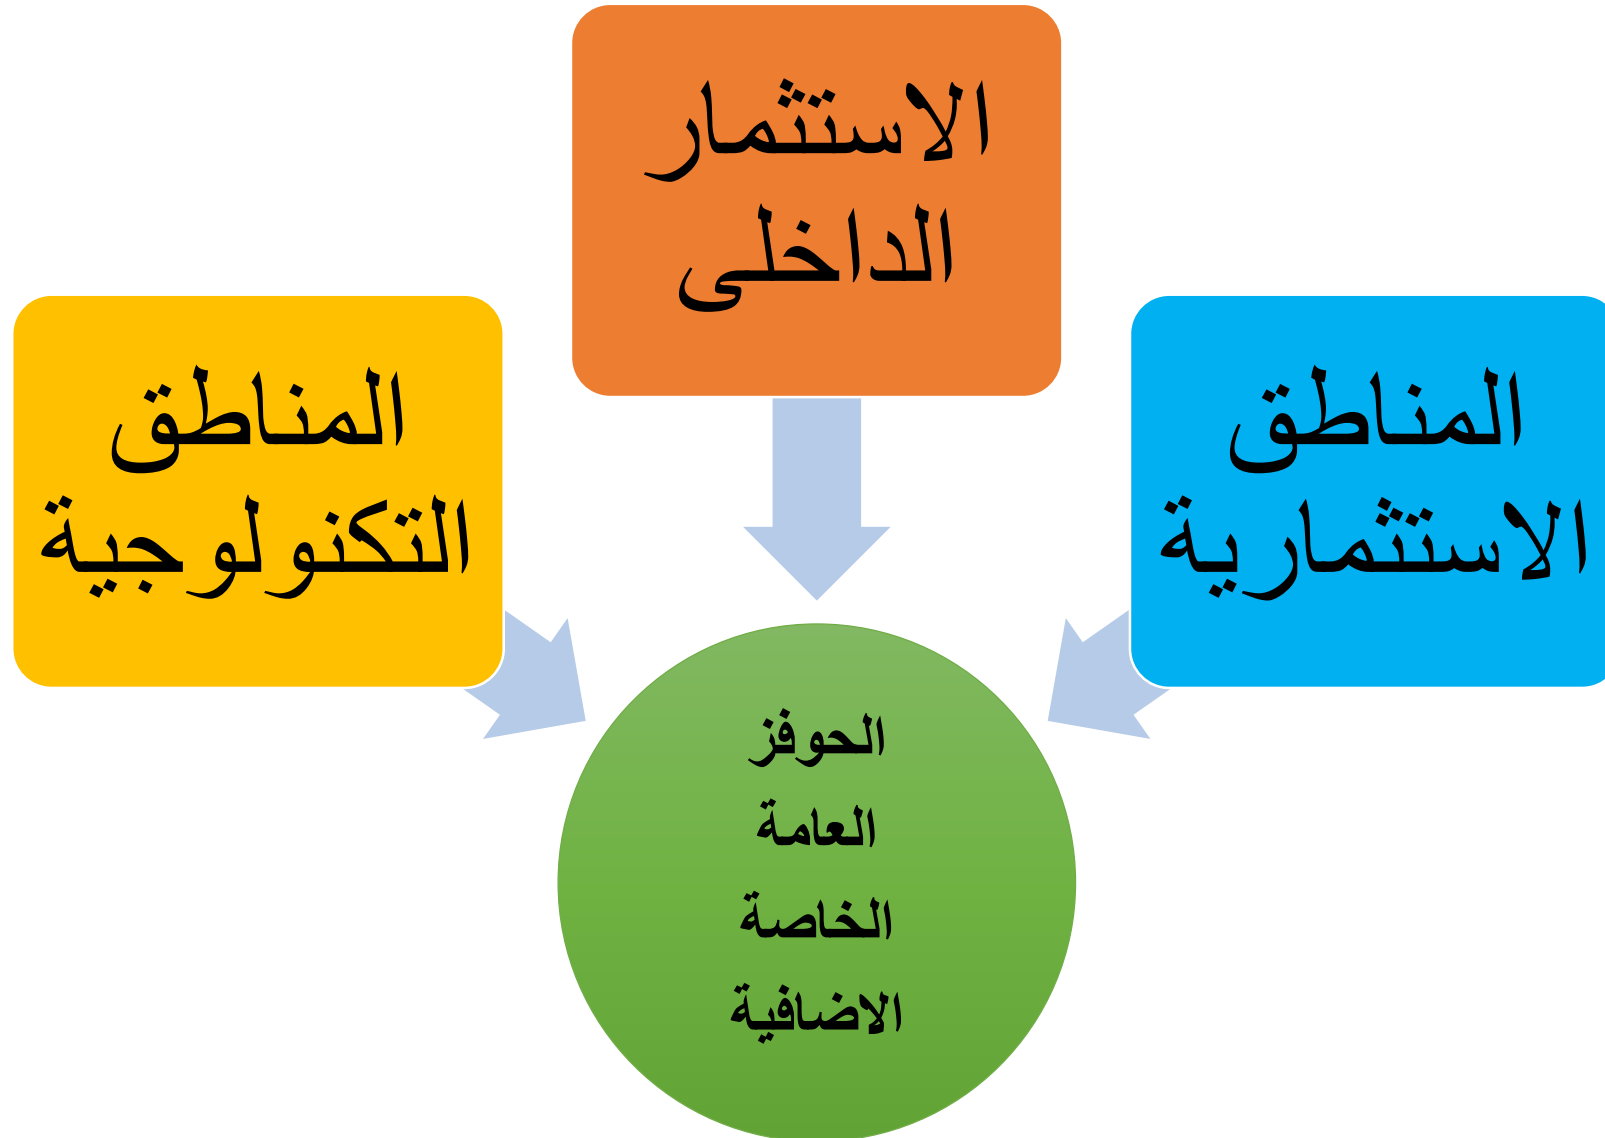 الاستثمار
الداخلى
المناطق
الاستثمارية
المناطق
التكنولوجية
الحوفز
العامة
الخاصة
الاضافية